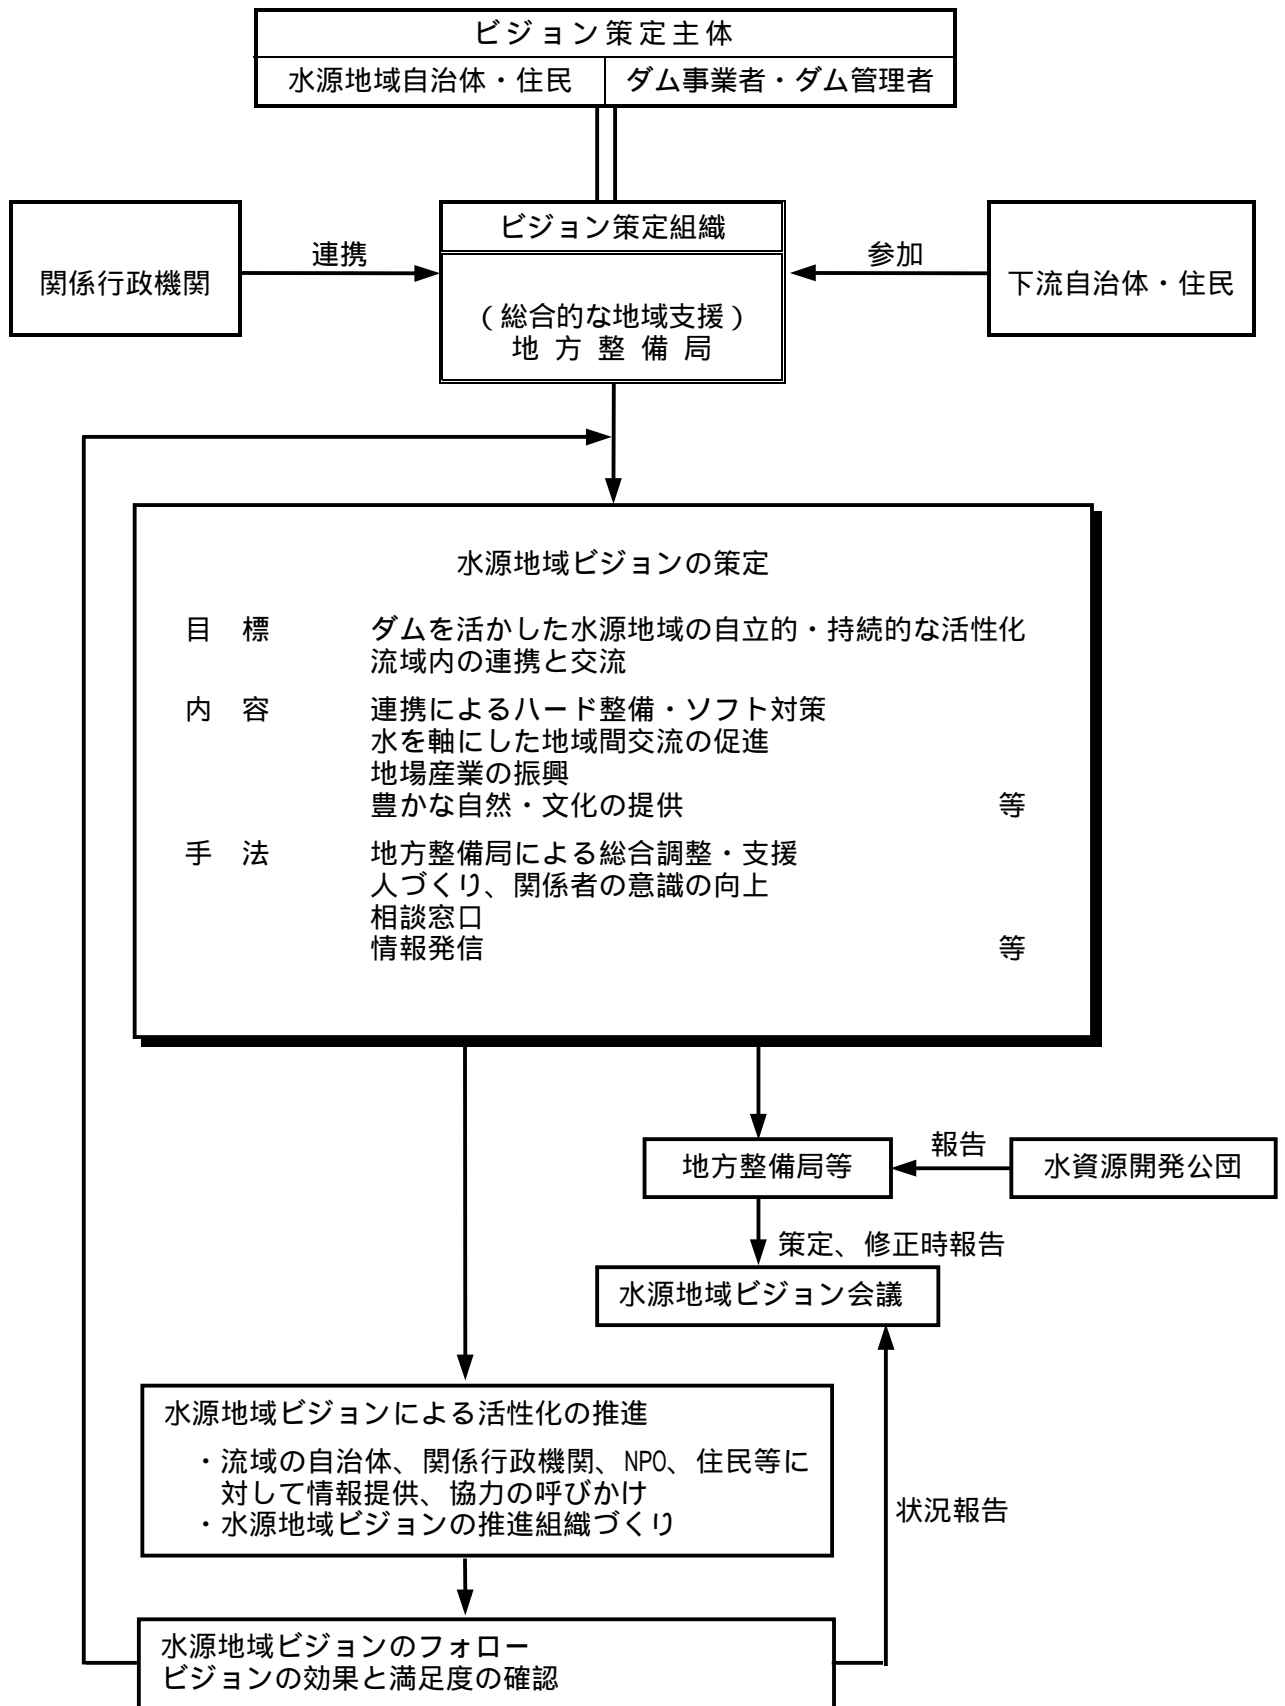 ビジョン策定主体
水源地域自治体・住民
ダム事業者・ダム管理者
関係行政機関
連携
ビジョン策定組織
(総合的な地域支援)
地方整備局
参加
下流自治体・住民
水源地域ビジョンの策定
目 標 ダムを活かした水源地域の自立的・持続的な活性化
流域内の連携と交流
内 容 連携によるハード整備・ソフト対策
水を軸にした地域間交流の促進
地場産業の振興
豊かな自然・文化の提供 等
手 法 地方整備局による総合調整・支援
人づくり、関係者の意識の向上
相談窓口
情報発信 等
地方整備局等
報告
水資源開発公団
策定、修正時報告
水源地域ビジョン会議
水源地域ビジョンによる活性化の推進
・流域の自治体、関係行政機関、NPO、住民等に
対して情報提供、協力の呼びかけ
・水源地域ビジョンの推進組織づくり
状況報告
水源地域ビジョンのフォロー
ビジョンの効果と満足度の確認